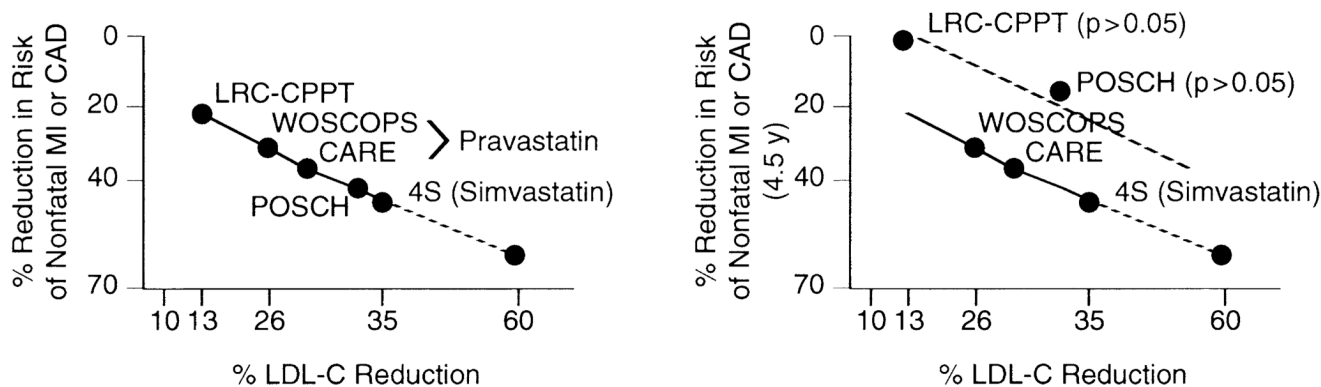 % Reduction in Risk
of Nonfatal MI or CAD
0
20
40
70
LRC-CPPT
WOSCOPS
CARE
Pravastatin
POSCH
4S (Simvastatin)
10 13 26 35 60
% LDL-C Reduction
% Reduction in Risk
of Nonfatal MI or CAD
(4.5 y)
0
20
40
70
LRC-CPPT (p>0.05)
POSCH (p>0.05)
WOSCOPS
CARE
4S (Simvastatin)
10 13 26 35 60
% LDL-C Reduction